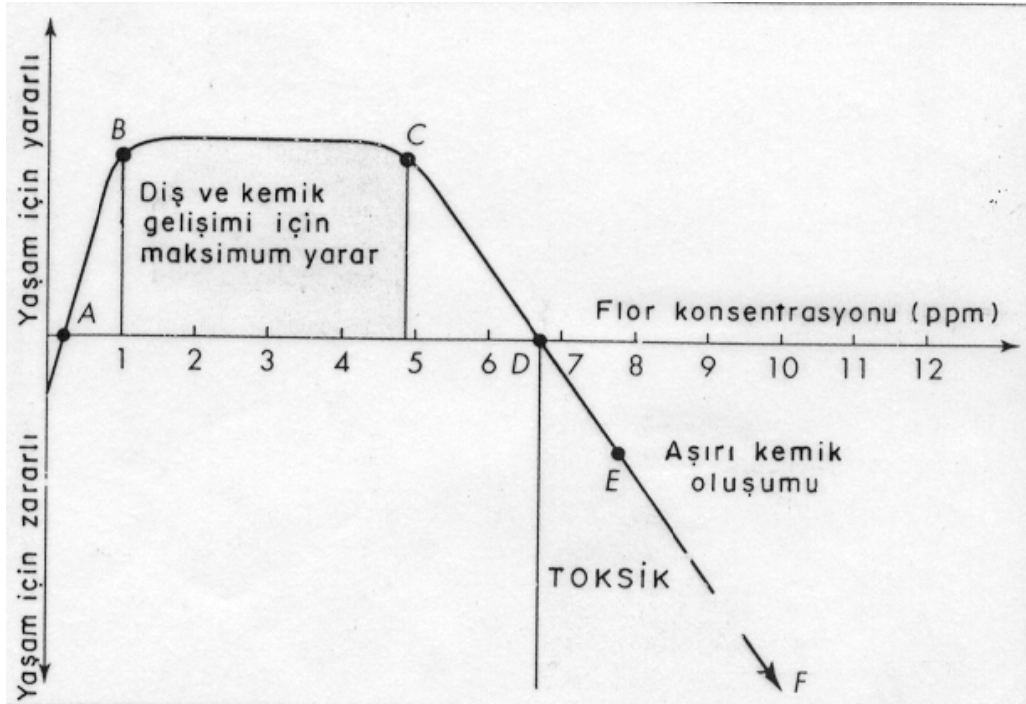 Yaşam için yararlı
Yaşam için zararlı
B
C
Diş ve kemik
gelişimi için
maksimum yarar
A
Flor konsentrasyonu (ppm)
1 2 3 4 5 6 D 7 8 9 10 11 12
E
Aşırı kemik
oluşumu
TOKSİK
F